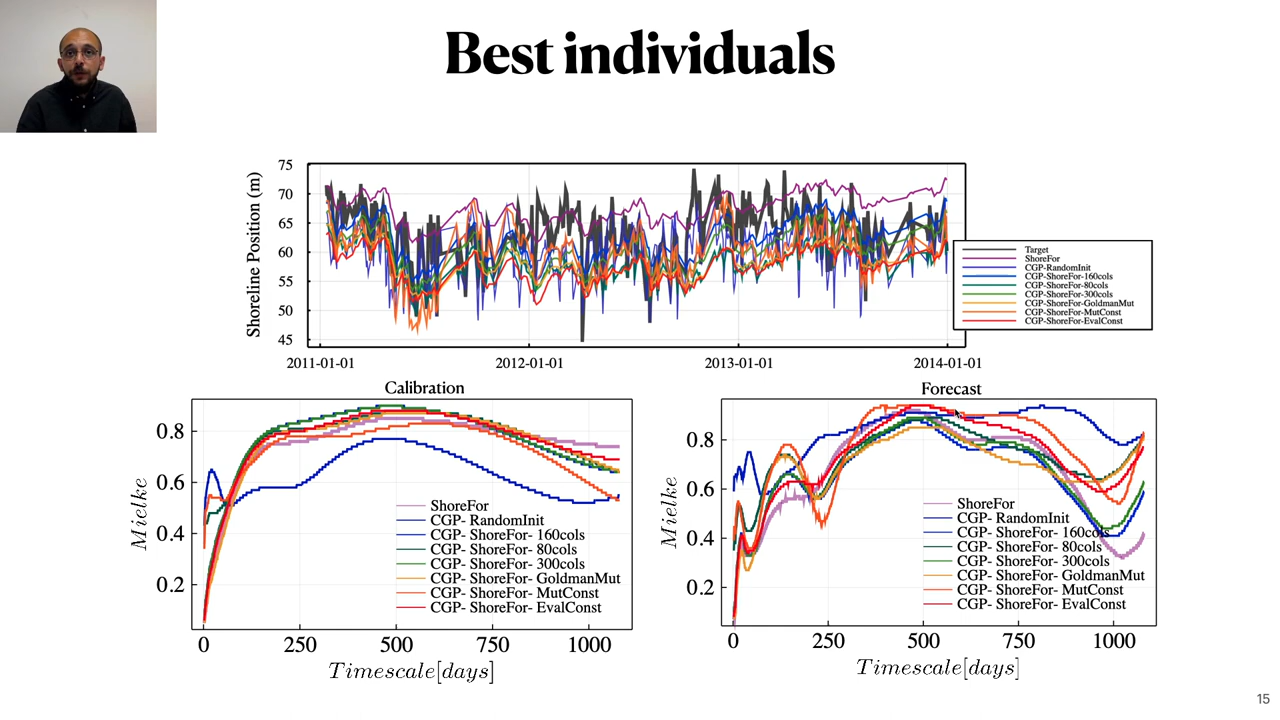 Best individuals
Shoreline Position (m)
75
70
65
60
55
50
45
2011-01-01
2012-01-01
2013-01-01
2014-01-01
Target
ShoreFor
CGP-RandomInit
CGP-ShoreFor-160cols
CGP-ShoreFor-80cols
CGP-ShoreFor-300cols
CGP-ShoreFor-GoldmanMut
CGP-ShoreFor-MutConst
CGP-ShoreFor-EvalConst
Calibration
Mielke
0.8
0.6
0.4
0.2
ShoreFor
CGP- RandomInit
CGP- ShoreFor- 160cols
CGP- ShoreFor- 80cols
CGP- ShoreFor- 300cols
CGP- ShoreFor- GoldmanMut
CGP- ShoreFor- MutConst
CGP- ShoreFor- EvalConst
0 250 500 750 1000
Timescale[days]
Forecast
Mielke
0.8
0.6
0.4
0.2
ShoreFor
CGP- RandomInit
CGP- ShoreFor- 160cols
CGP- ShoreFor- 80cols
CGP- ShoreFor- 300cols
CGP- ShoreFor- GoldmanMut
CGP- ShoreFor- MutConst
CGP- ShoreFor- EvalConst
0 250 500 750 1000
Timescale[days]
15